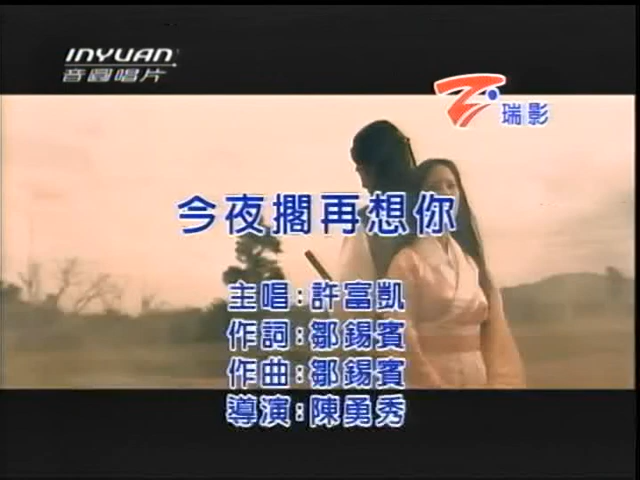 INYUAN
音圓唱片
瑞影
今夜擱再想你
主唱:許富凱
作詞:鄒錫賓
作曲:鄒錫賓
導演:陳勇秀